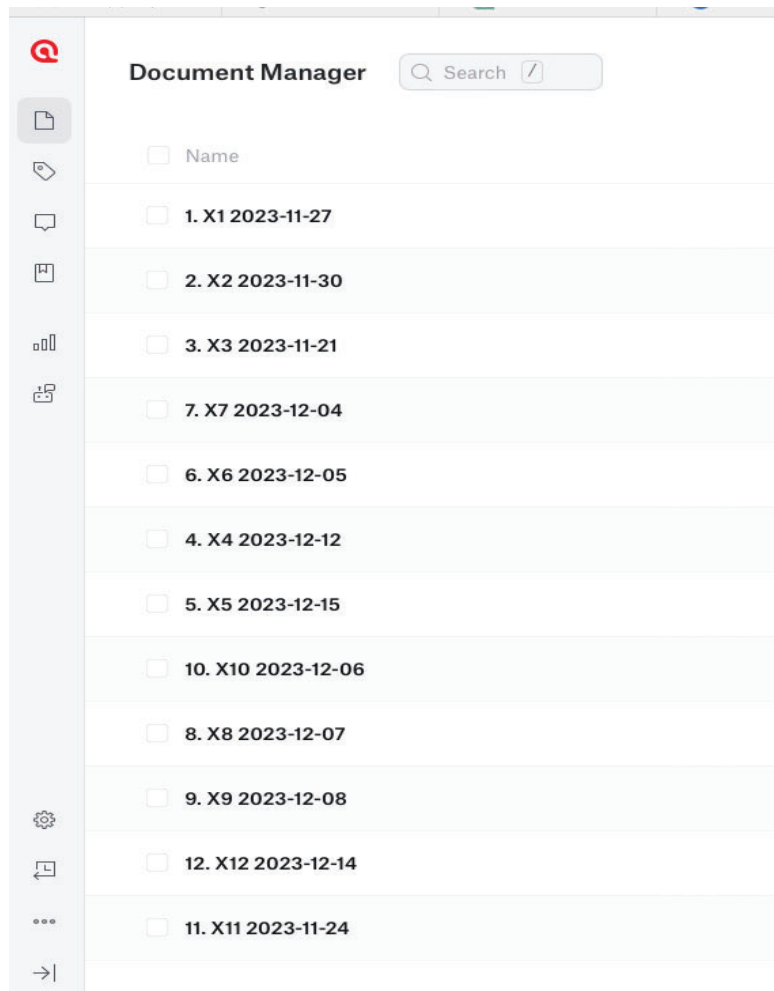 Document Manager
Search /
Name
1. X1 2023-11-27
2. X2 2023-11-30
3. X3 2023-11-21
7. X7 2023-12-04
6. X6 2023-12-05
4. X4 2023-12-12
5. X5 2023-12-15
10. X10 2023-12-06
8. X8 2023-12-07
9. X9 2023-12-08
12. X12 2023-12-14
11. X11 2023-11-24